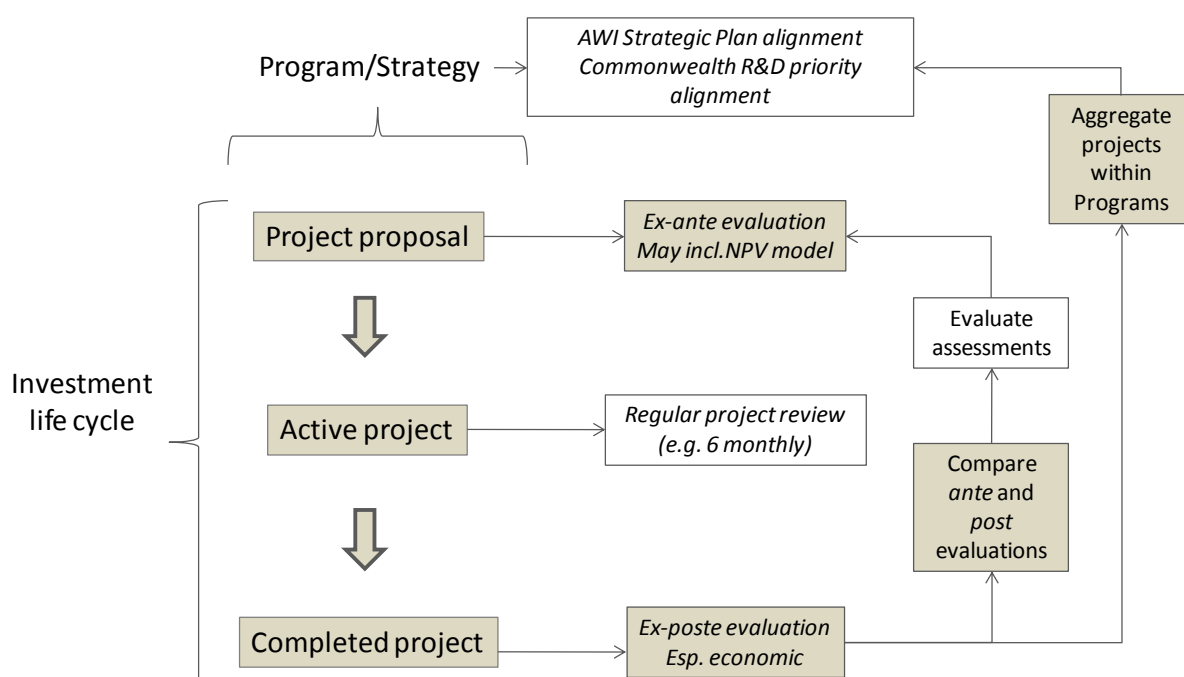 Program/Strategy
AWI Strategic Plan alignment
Commonwealth R&D priority
alignment
Aggregate
projects
within
Programs
Project proposal
Ex-ante evaluation
May incl.NPV model
Evaluate
assessments
Investment
life cycle
Active project
Regular project review
(e.g. 6 monthly)
Compare
ante and
post
evaluations
Completed project
Ex-poste evaluation
Esp. economic